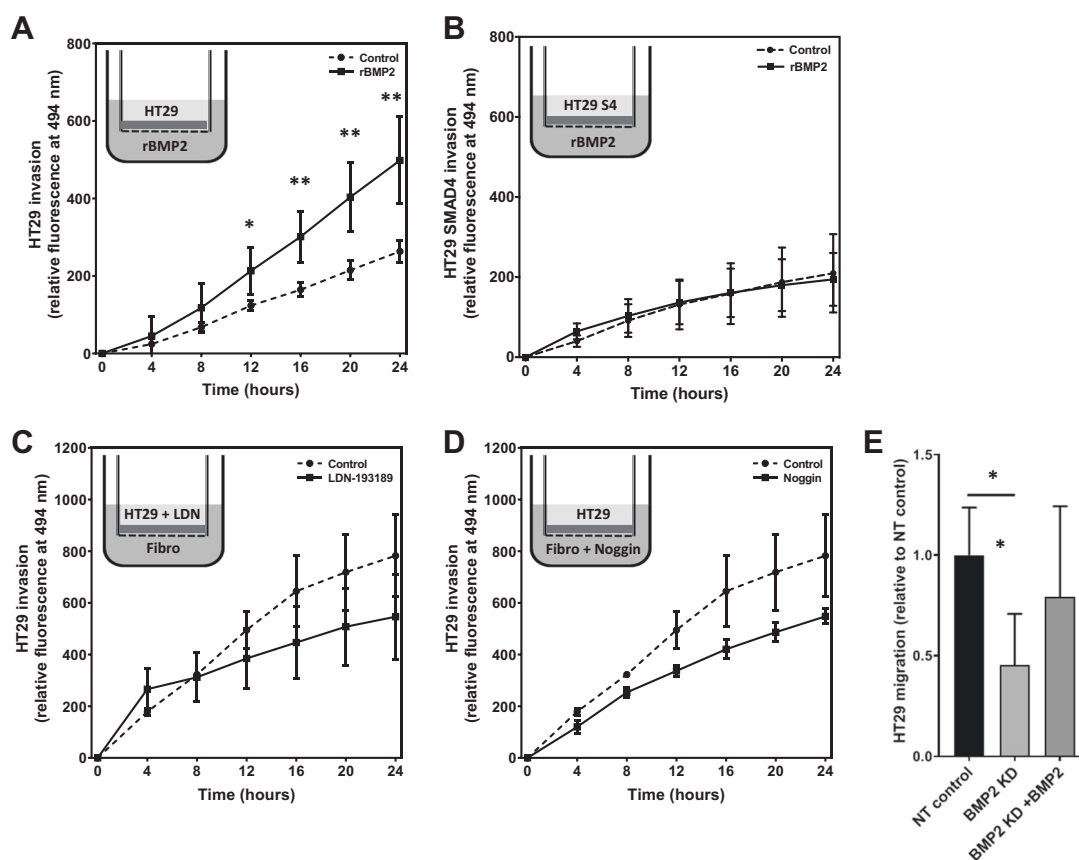 A
HT29 invasion
(relative fluorescence at 494 nm)
800
600
400
200
0
0 4 8 12 16 20 24
Time (hours)
Control
rBMP2
HT29
rBMP2
* ** ** **
B
HT29 SMAD4 invasion
(relative fluorescence at 494 nm)
800
600
400
200
0
0 4 8 12 16 20 24
Time (hours)
Control
rBMP2
HT29 S4
rBMP2
C
HT29 invasion
(relative fluorescence at 494 nm)
1200
1000
800
600
400
200
0
0 4 8 12 16 20 24
Time (hours)
Control
LDN-193189
HT29 + LDN
Fibro
D
HT29 invasion
(relative fluorescence at 494 nm)
1200
1000
800
600
400
200
0
0 4 8 12 16 20 24
Time (hours)
Control
Noggin
HT29
Fibro + Noggin
E
HT29 migration (relative to NT control)
1.5
1.0
0.5
0.0
*
*
NT control
BMP2 KD
BMP2 KD +BMP2